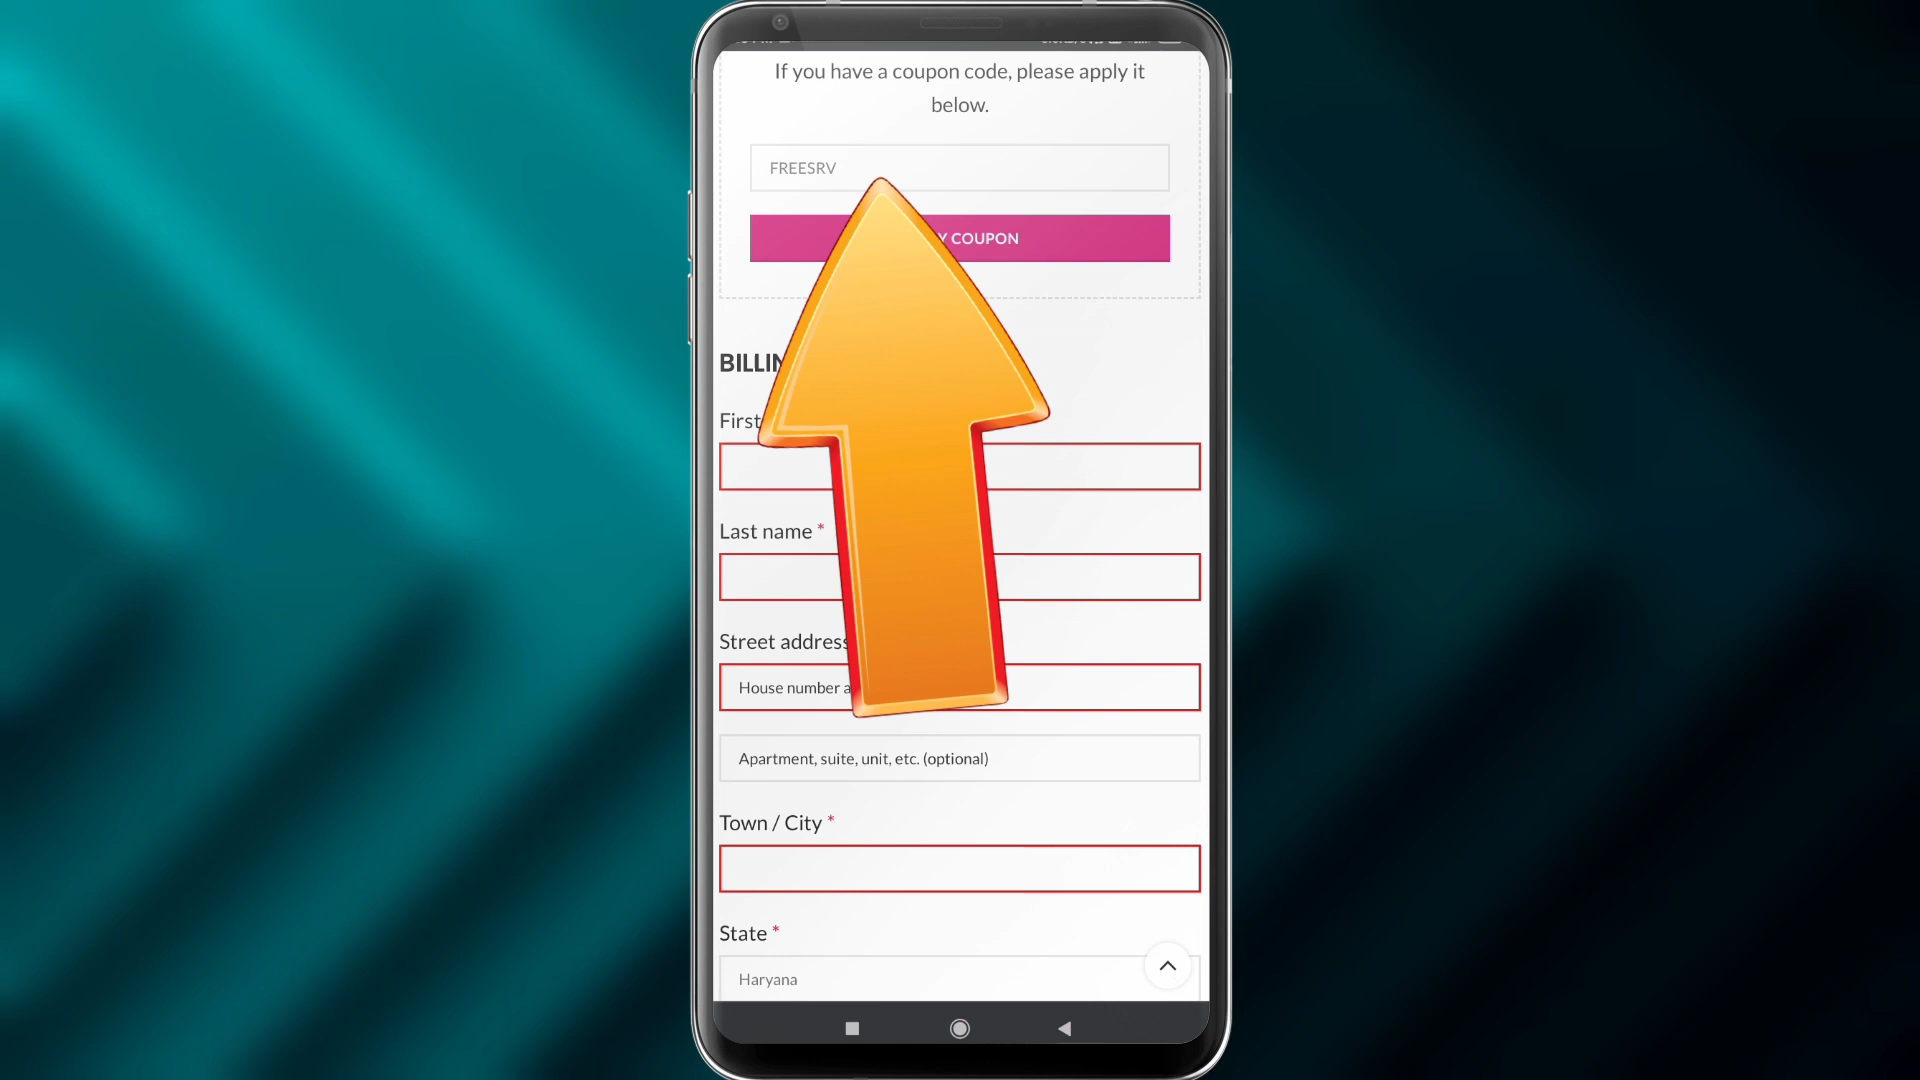 If you have a coupon code, please apply it
below.
FREESRV
COUPON
First
Last name *
Street address
House number
Apartment, suite, unit, etc. (optional)
Town / City *
State *
Haryana